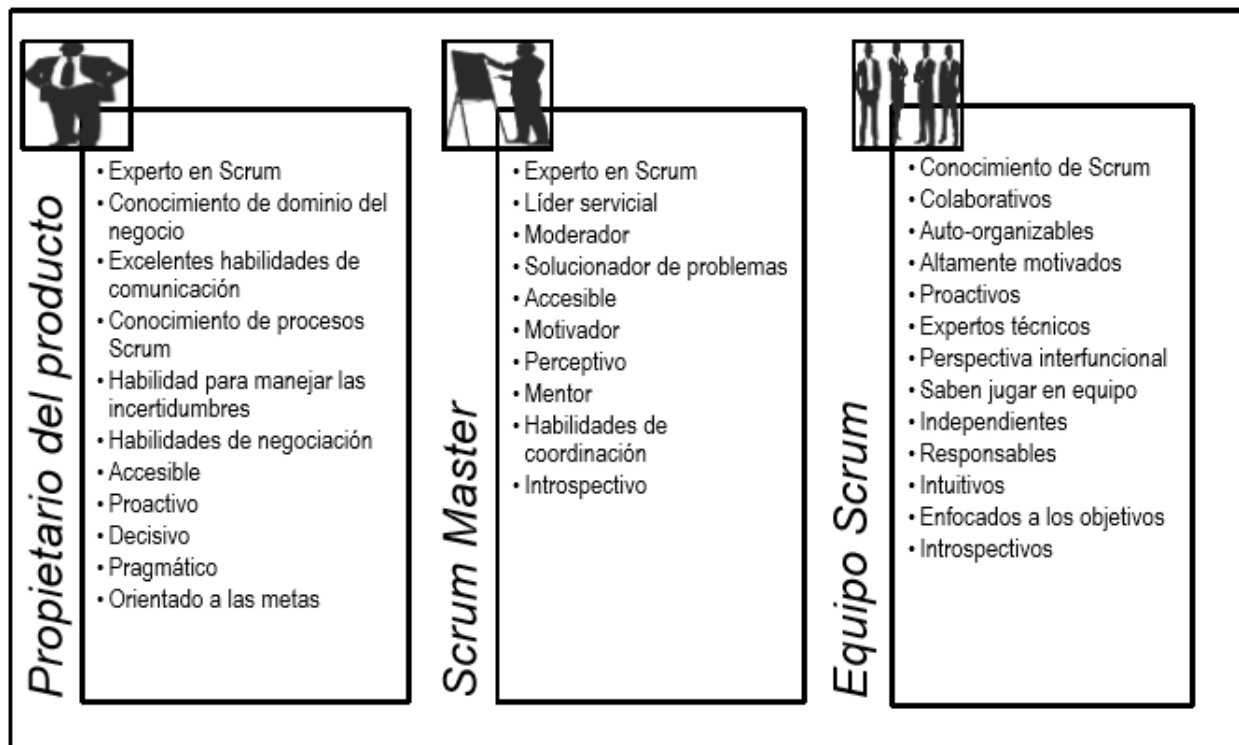 Propietario del producto
• Experto en Scrum
• Conocimiento de dominio del
negocio
• Excelentes habilidades de
comunicación
• Conocimiento de procesos
Scrum
• Habilidad para manejar las
incertidumbres
• Habilidades de negociación
• Accesible
• Proactivo
• Decisivo
• Pragmático
• Orientado a las metas
Scrum Master
• Experto en Scrum
• Líder servicial
• Moderador
• Solucionador de problemas
• Accesible
• Motivador
• Perceptivo
• Mentor
• Habilidades de
coordinación
• Introspectivo
Equipo Scrum
• Conocimiento de Scrum
• Colaborativos
• Auto-organizables
• Altamente motivados
• Proactivos
• Expertos técnicos
• Perspectiva interfuncional
• Saben jugar en equipo
• Independientes
• Responsables
• Intuitivos
• Enfocados a los objetivos
• Introspectivos